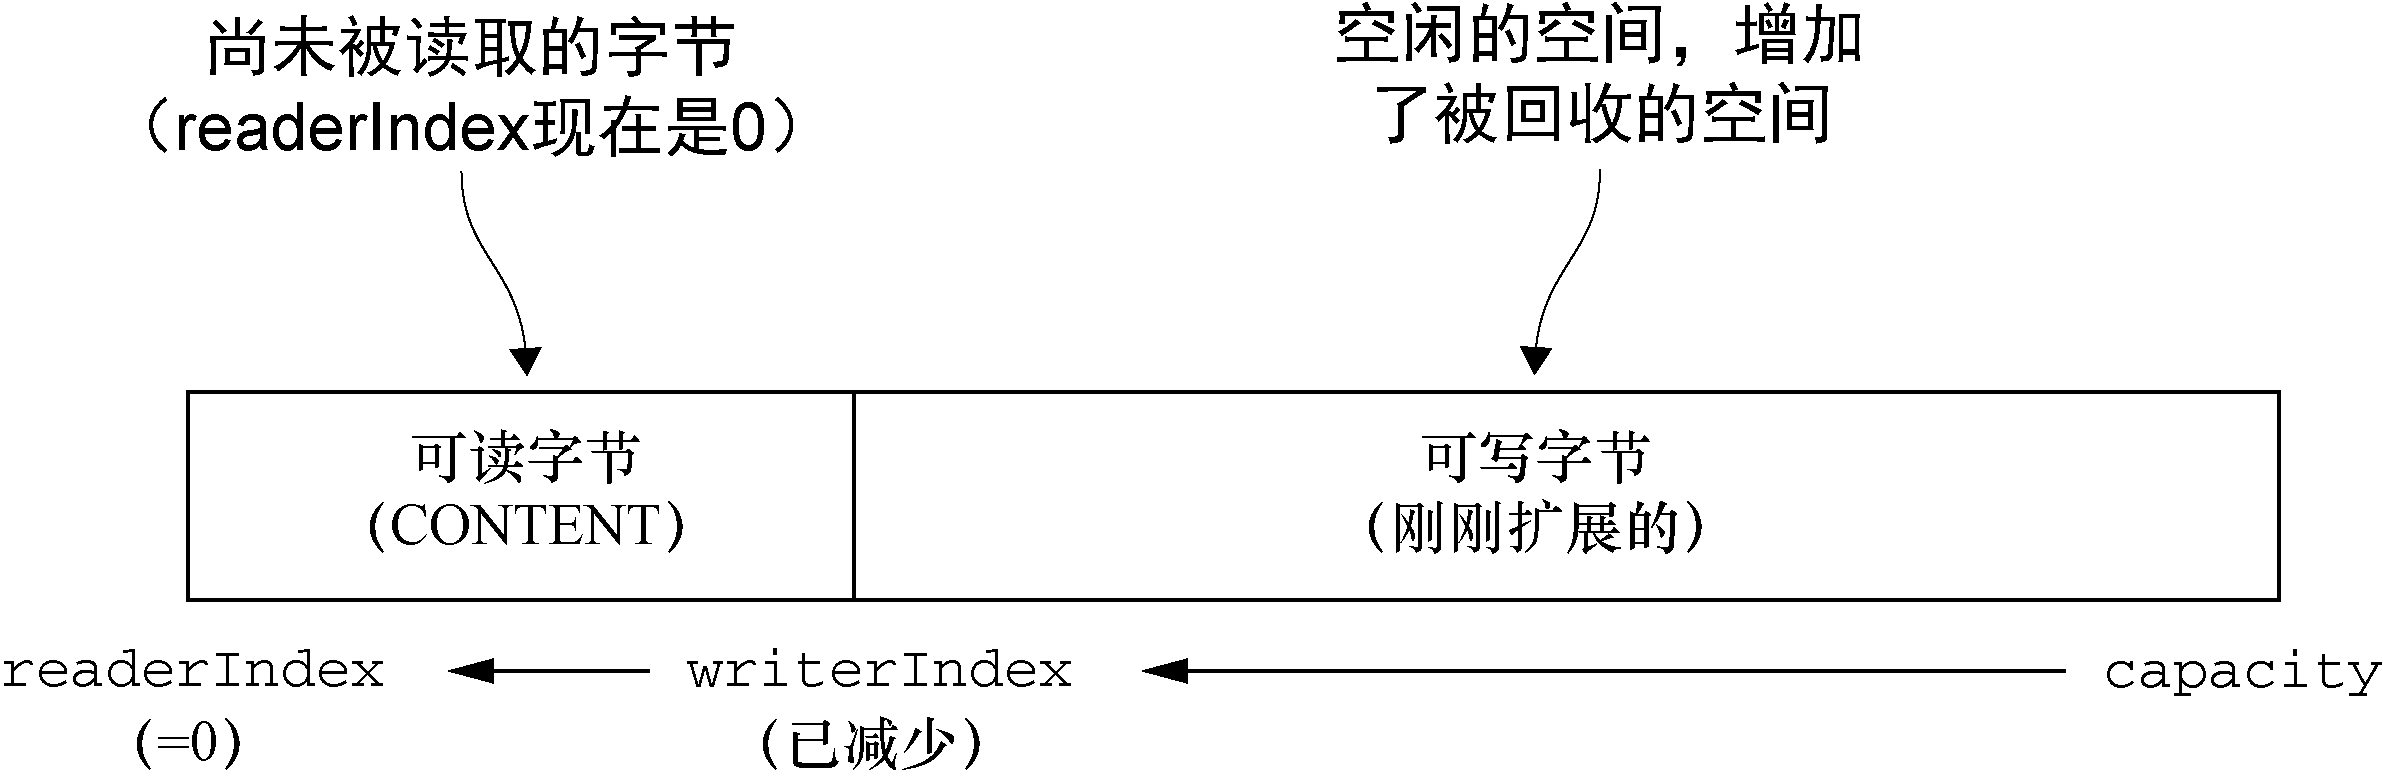 尚未被读取的字节
（readerIndex现在是0）
空闲的空间，增加
了被回收的空间
可读字节
(CONTENT)
可写字节
(刚刚扩展的)
readerIndex
(=0)
writerIndex
(已减少)
capacity